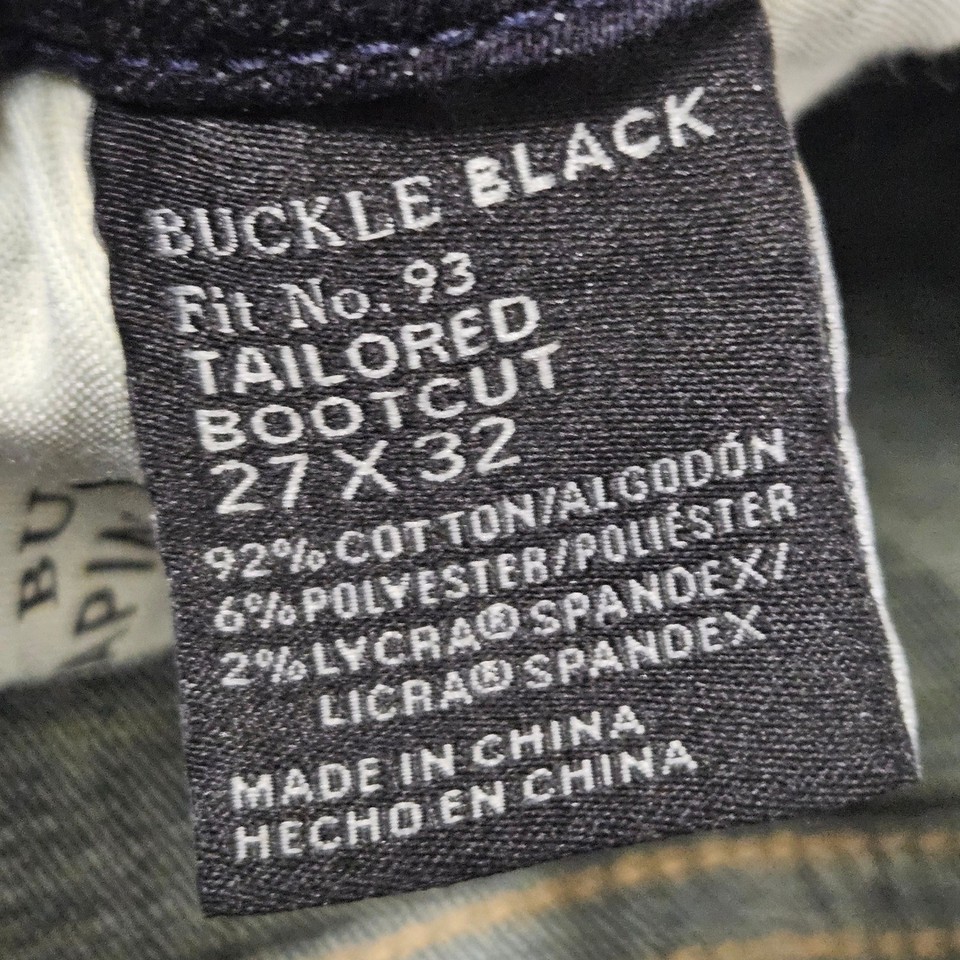 BUCKLE BLACK
Fit No. 93
TAILORED
BOOTCUT
27 X 32
92% COTTON/ALGODÓN
6% POLYESTER/POLIÉSTER
2% LYCRA® SPANDEX/
LICRA® SPANDEX
MADE IN CHINA
HECHO EN CHINA
BU